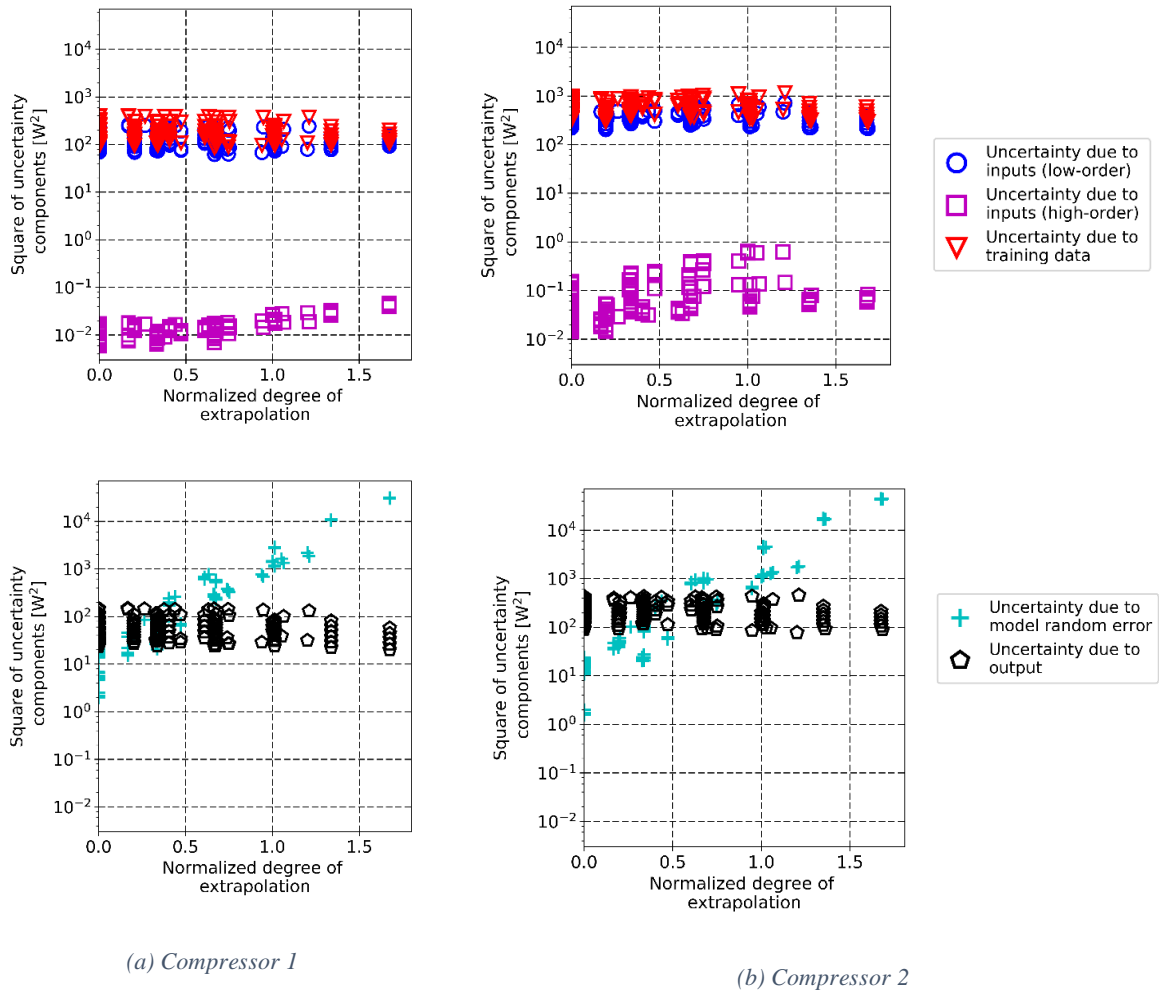 10⁴
10³
10²
10¹
10⁰
10⁻¹
10⁻²
Square of uncertainty
components [W²]
0.0
0.5
1.0
1.5
Normalized degree of
extrapolation
10⁴
10³
10²
10¹
10⁰
10⁻¹
10⁻²
Square of uncertainty
components [W²]
0.0
0.5
1.0
1.5
Normalized degree of
extrapolation
Uncertainty due to
inputs (low-order)
Uncertainty due to
inputs (high-order)
Uncertainty due to
training data
10⁴
10³
10²
10¹
10⁰
10⁻¹
10⁻²
Square of uncertainty
components [W²]
0.0
0.5
1.0
1.5
Normalized degree of
extrapolation
10⁴
10³
10²
10¹
10⁰
10⁻¹
10⁻²
Square of uncertainty
components [W²]
0.0
0.5
1.0
1.5
Normalized degree of
extrapolation
Uncertainty due to
model random error
Uncertainty due to
output
(a) Compressor 1
(b) Compressor 2